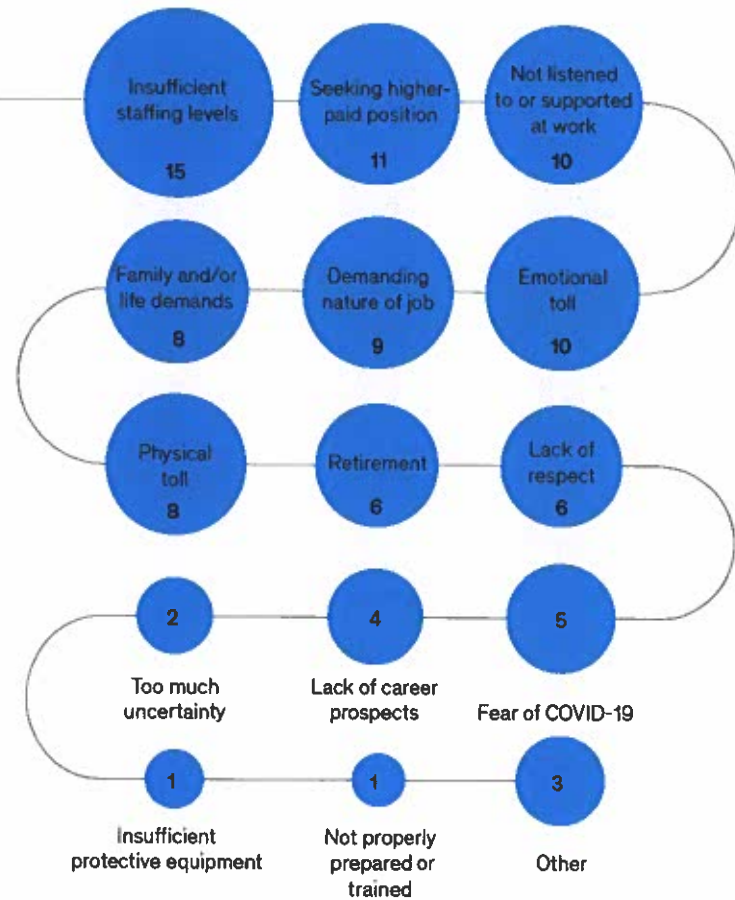 Insufficient
staffing levels
15
Seeking higher-
paid position
11
Not listened
to or supported
at work
10
Family and/or
life demands
8
Demanding
nature of job
9
Emotional
toll
10
Physical
toll
8
Retirement
6
Lack of
respect
6
2
Too much
uncertainty
4
Lack of career
prospects
5
Fear of COVID-19
1
Insufficient
protective equipment
1
Not properly
prepared or
trained
3
Other